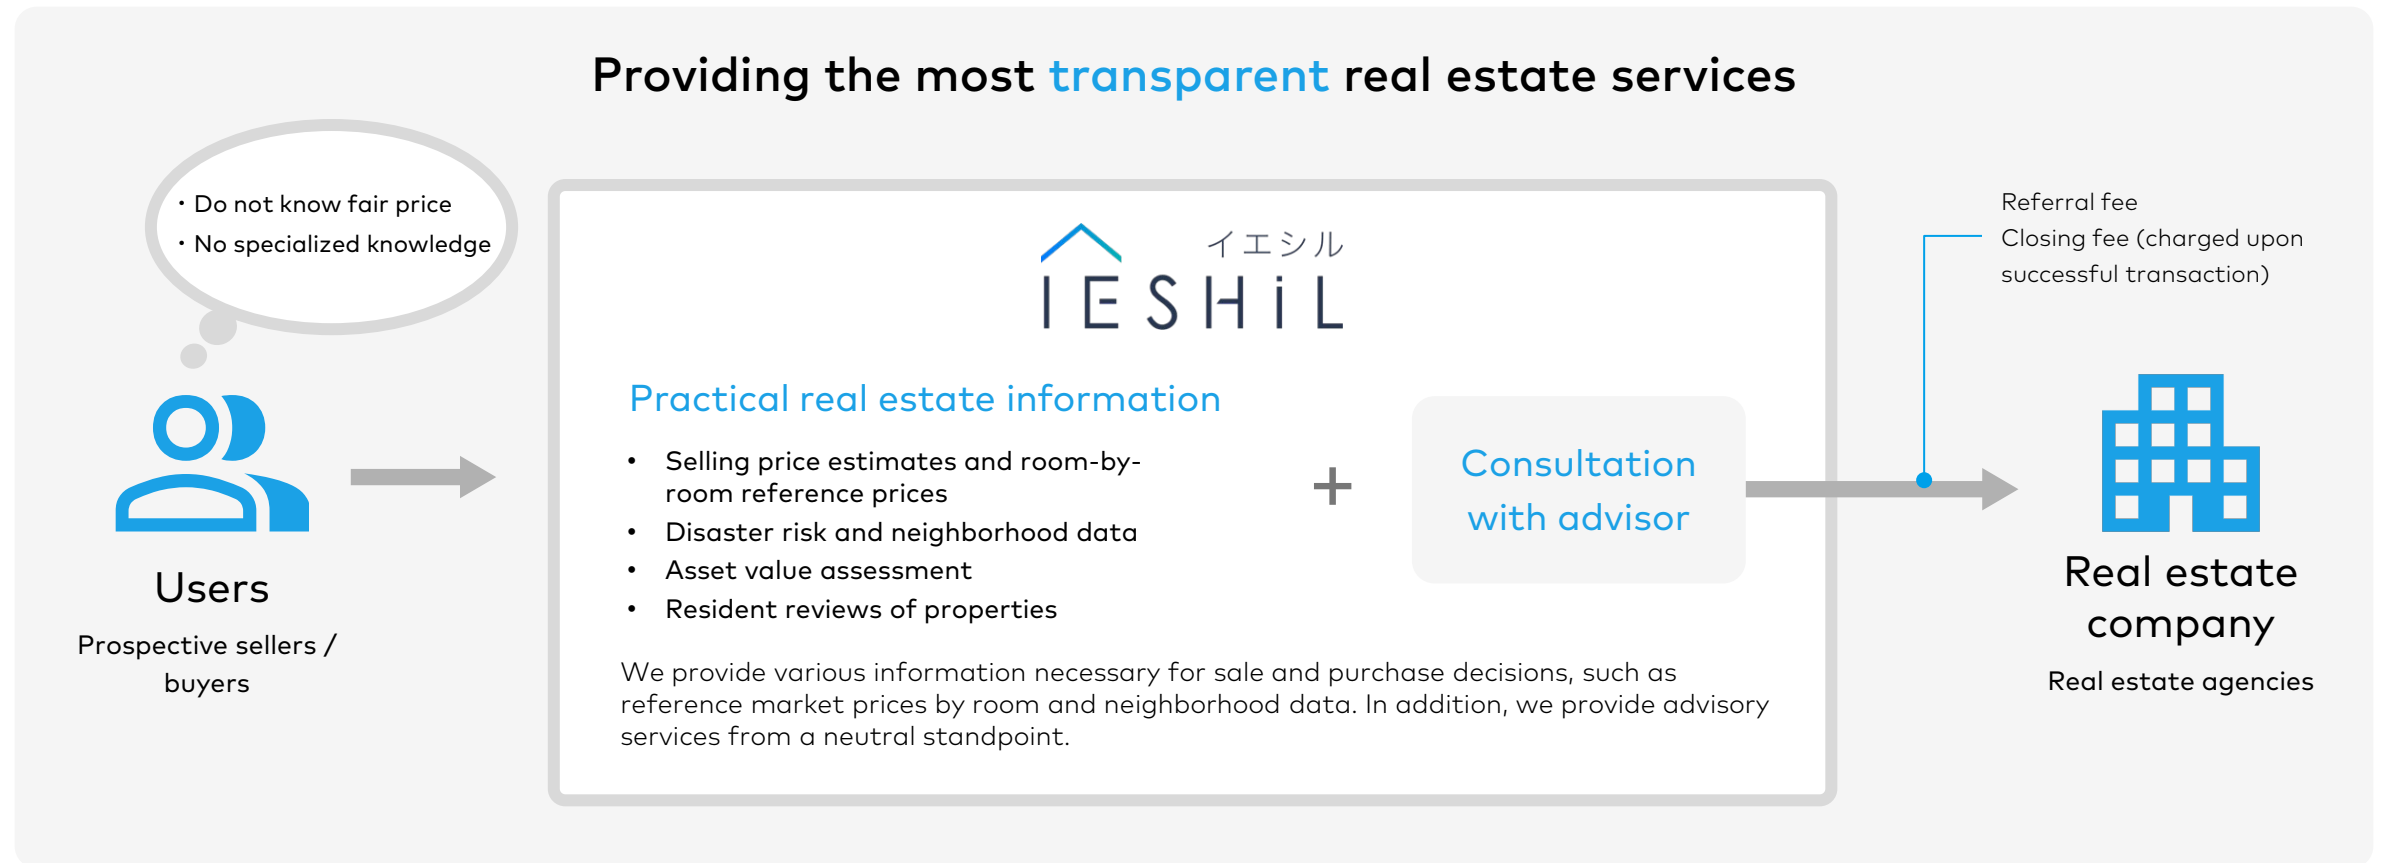 Providing the most transparent real estate services
・Do not know fair price
・No specialized knowledge
Users
Prospective sellers /
buyers
イエシル
IESHiL
Practical real estate information
• Selling price estimates and room-by-
room reference prices
• Disaster risk and neighborhood data
• Asset value assessment
• Resident reviews of properties
+
Consultation
with advisor
We provide various information necessary for sale and purchase decisions, such as
reference market prices by room and neighborhood data. In addition, we provide advisory
services from a neutral standpoint.
Referral fee
Closing fee (charged upon
successful transaction)
Real estate
company
Real estate agencies